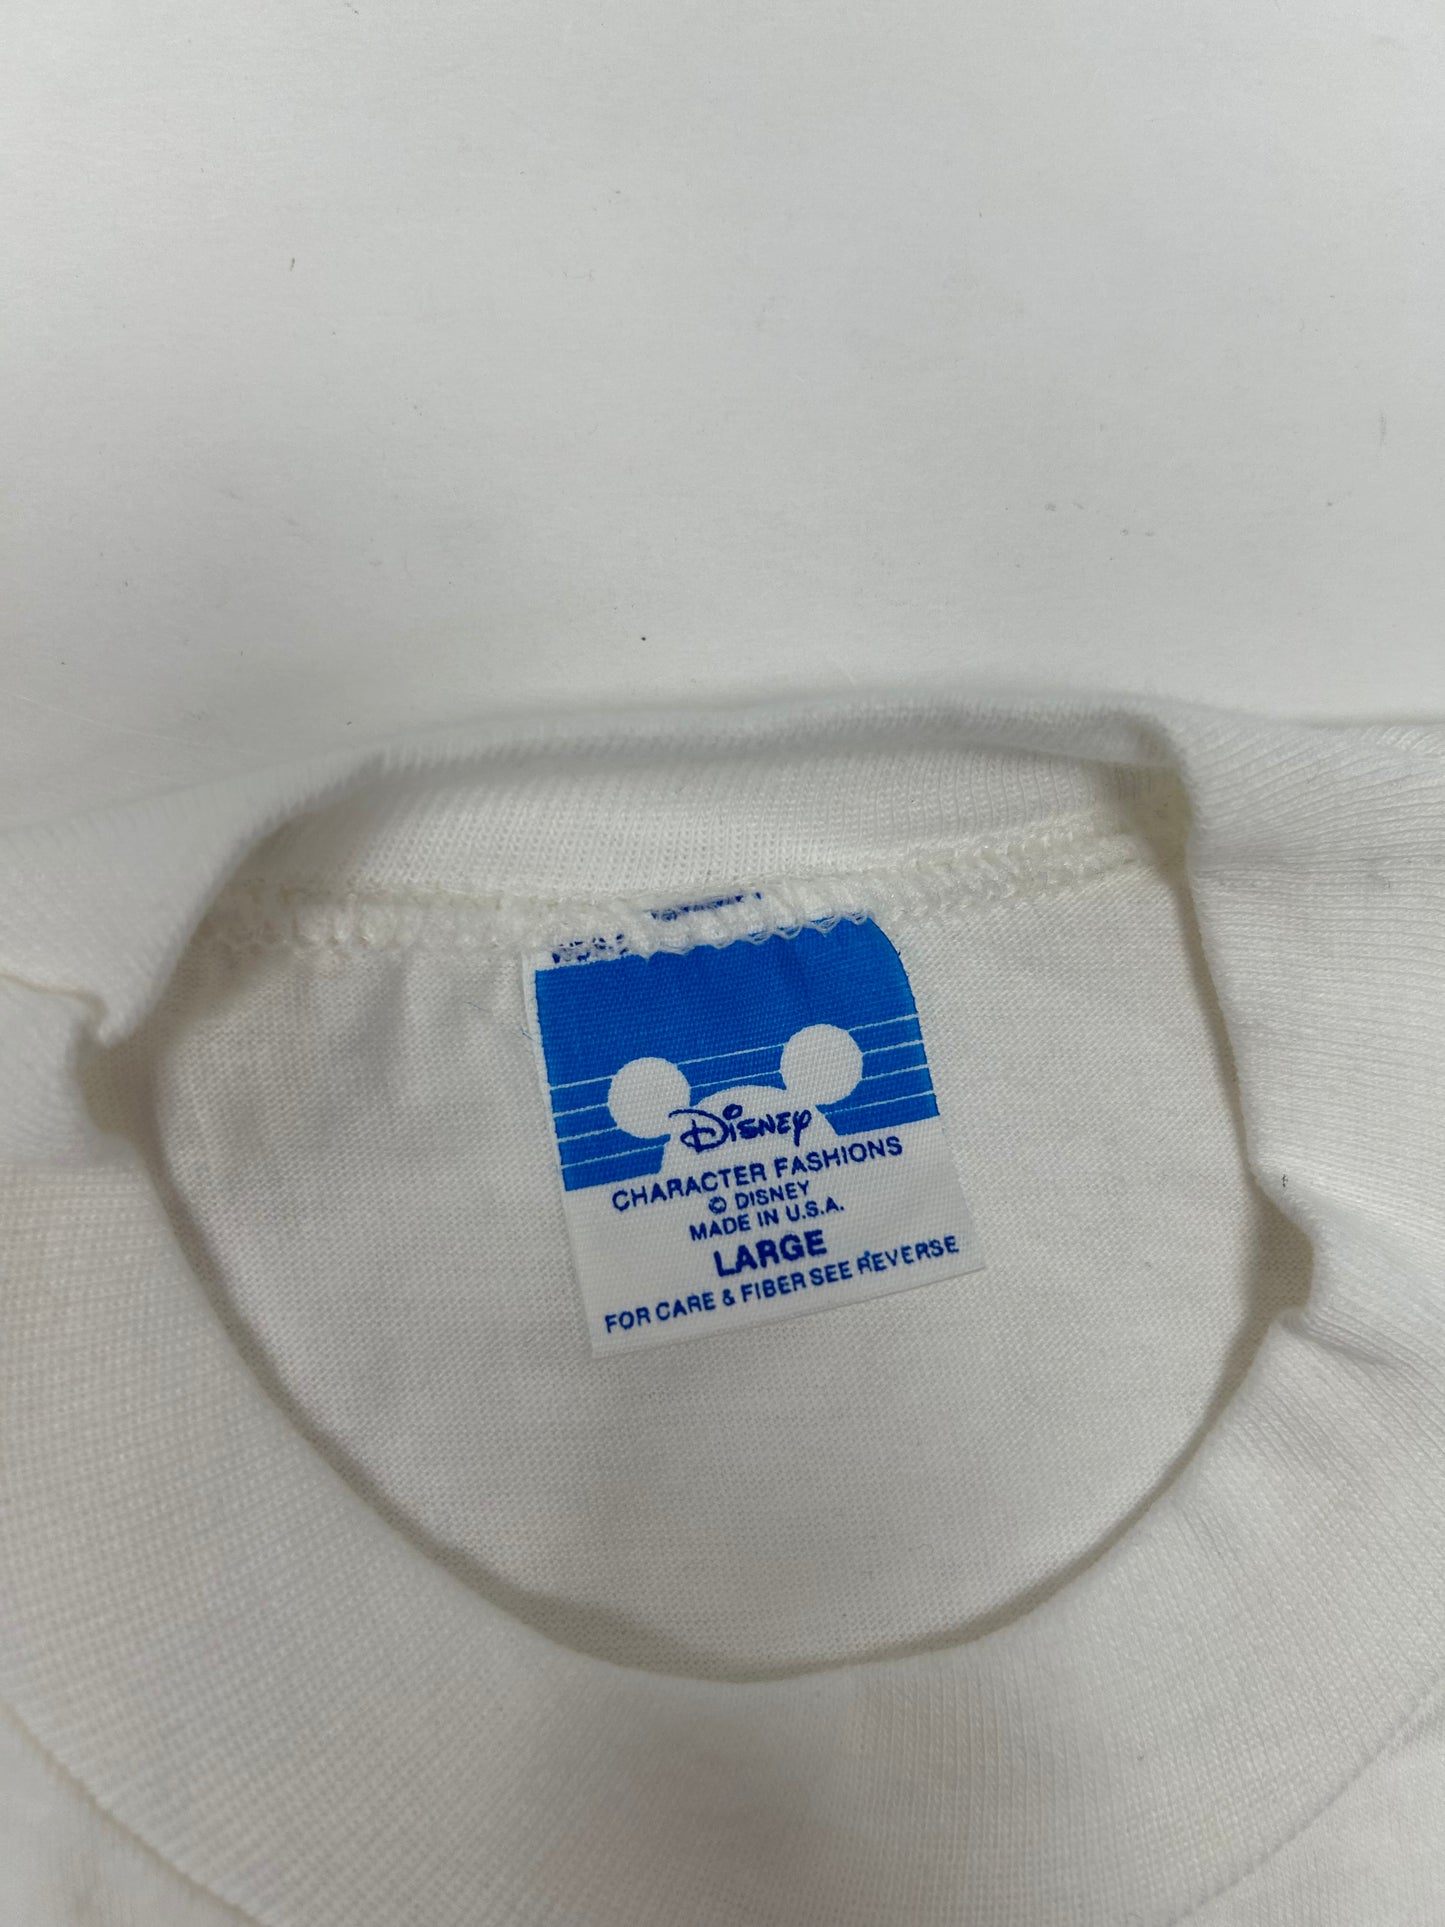 Disney
CHARACTER FASHIONS
© DISNEY
MADE IN U.S.A.
LARGE
FOR CARE & FIBER SEE REVERSE